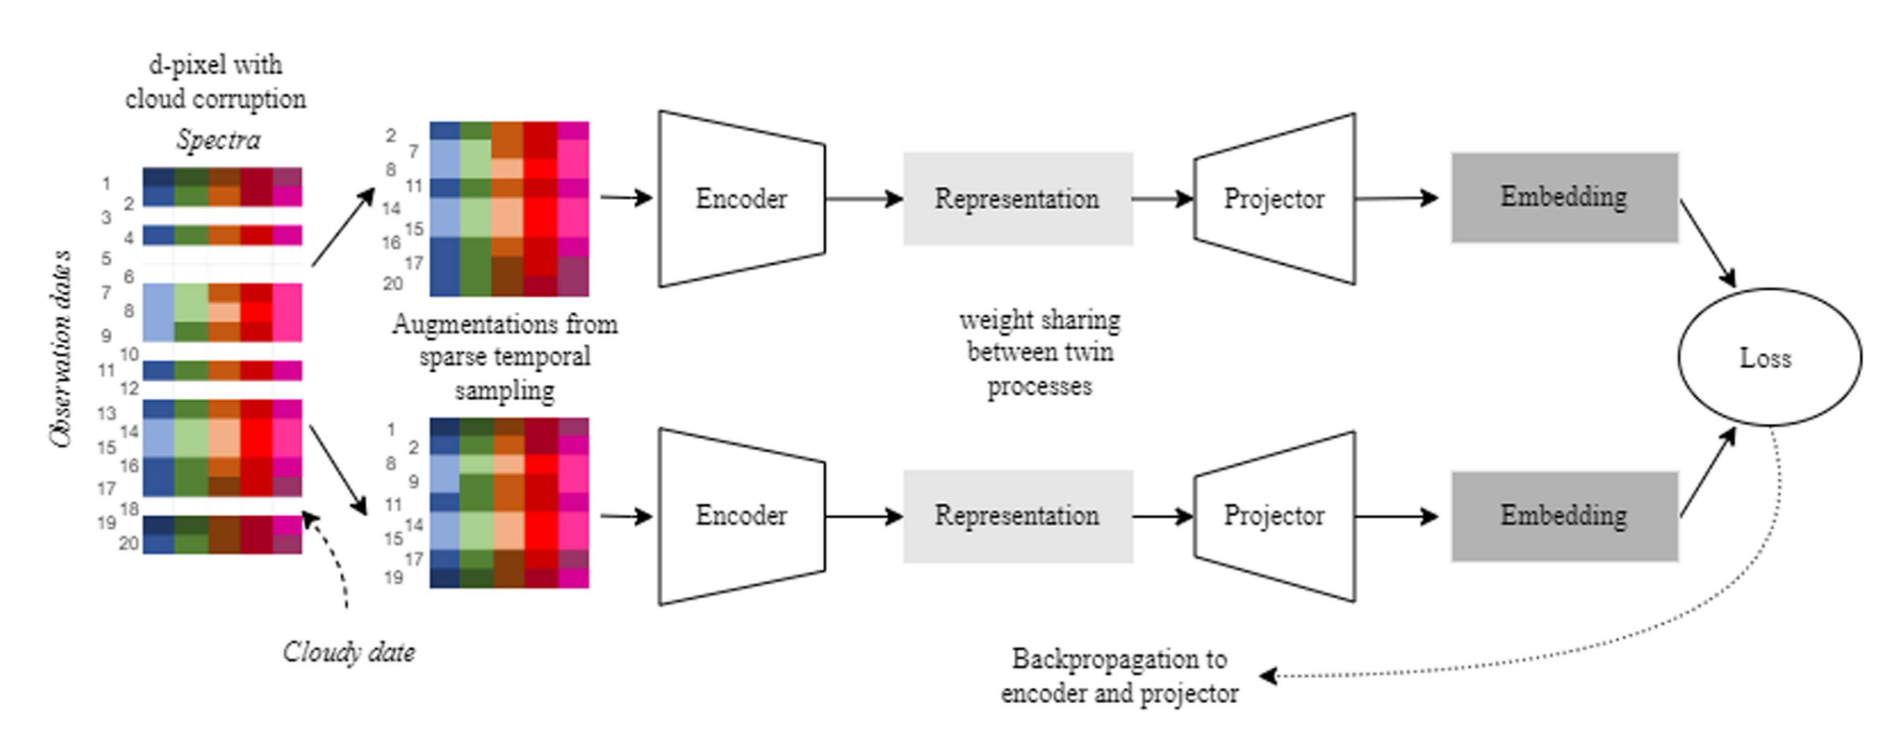 d-pixel with
cloud corruption
Spectra
Observation dates
1
2
3
4
5
6
7
8
9
10
11
12
13
14
15
16
17
18
19
20
Cloudy date
2
7
8
11
14
15
16
17
20
Augmentations from
sparse temporal
sampling
1
2
8
9
11
14
15
17
19
Encoder
Representation
Projector
Embedding
weight sharing
between twin
processes
Loss
Encoder
Representation
Projector
Embedding
Backpropagation to
encoder and projector